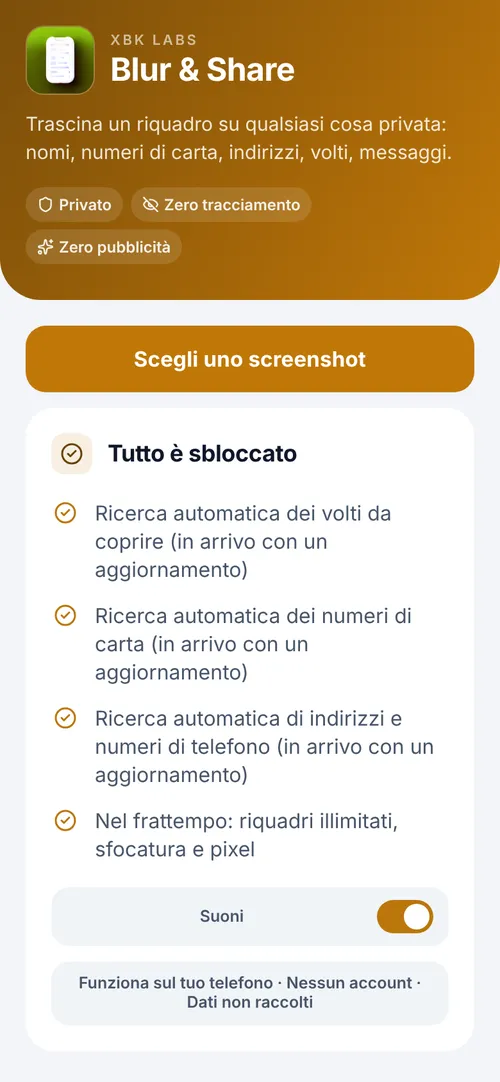 XBK LABS
Blur & Share
Trascina un riquadro su qualsiasi cosa privata:
nomi, numeri di carta, indirizzi, volti, messaggi.
Privato
Zero tracciamento
Zero pubblicità
Scegli uno screenshot
Tutto è sbloccato
Ricerca automatica dei volti da
coprire (in arrivo con un
aggiornamento)
Ricerca automatica dei numeri di
carta (in arrivo con un
aggiornamento)
Ricerca automatica di indirizzi e
numeri di telefono (in arrivo con un
aggiornamento)
Nel frattempo: riquadri illimitati,
sfocatura e pixel
Suoni
Funziona sul tuo telefono · Nessun account ·
Dati non raccolti